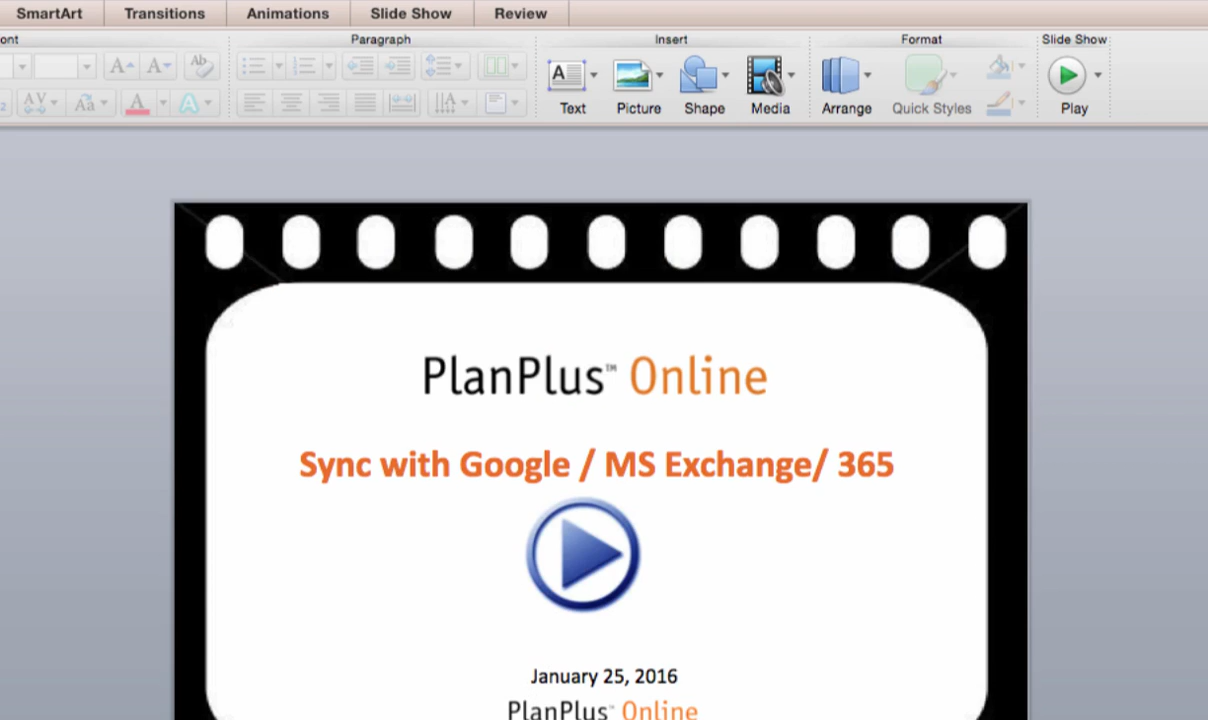 SmartArt Transitions Animations Slide Show Review
ont Paragraph Insert Format Slide Show
Text Picture Shape Media Arrange Quick Styles Play
PlanPlus™ Online
Sync with Google / MS Exchange/ 365
January 25, 2016
PlanPlus™ Online